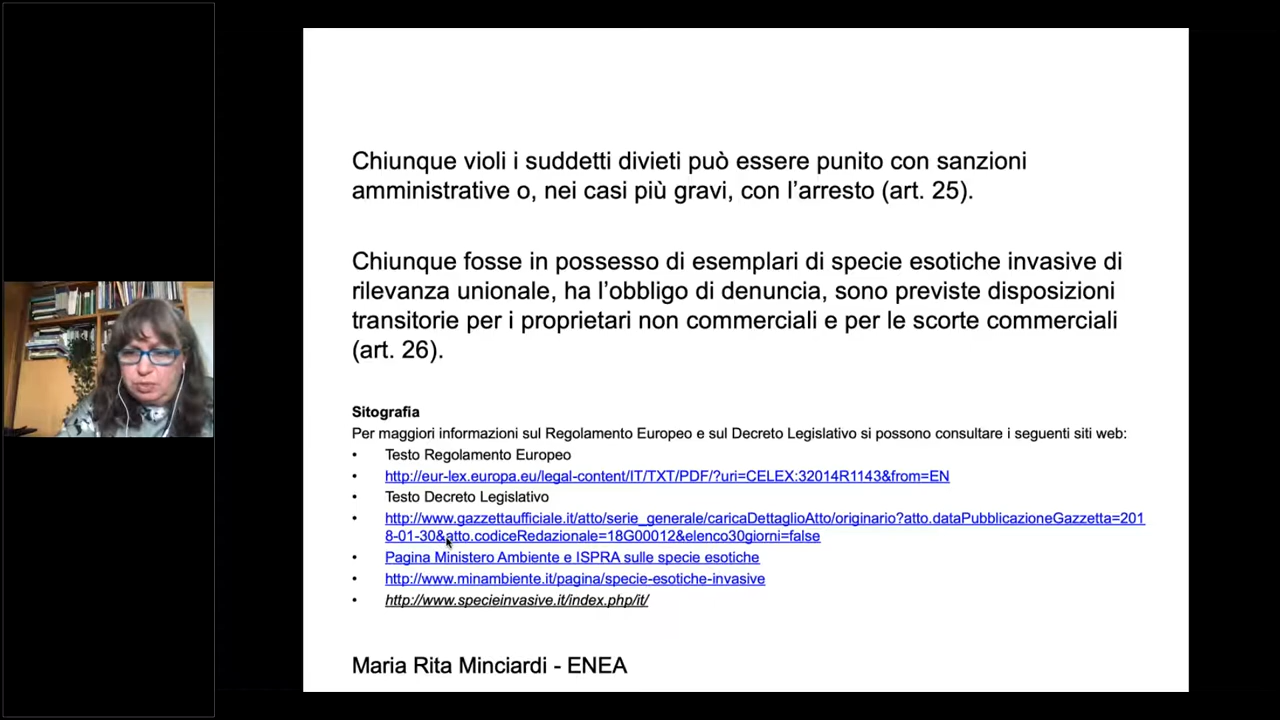 Chiunque violi i suddetti divieti può essere punito con sanzioni
amministrative o, nei casi più gravi, con l’arresto (art. 25).
Chiunque fosse in possesso di esemplari di specie esotiche invasive di
rilevanza unionale, ha l’obbligo di denuncia, sono previste disposizioni
transitorie per i proprietari non commerciali e per le scorte commerciali
(art. 26).
Sitografia
Per maggiori informazioni sul Regolamento Europeo e sul Decreto Legislativo si possono consultare i seguenti siti web:
• Testo Regolamento Europeo
• http://eur-lex.europa.eu/legal-content/IT/TXT/PDF/?uri=CELEX:32014R1143&from=EN
• Testo Decreto Legislativo
• http://www.gazzettaufficiale.it/atto/serie_generale/caricaDettaglioAtto/originario?atto.dataPubblicazioneGazzetta=201
8-01-30&atto.codiceRedazionale=18G00012&elenco30giorni=false
• Pagina Ministero Ambiente e ISPRA sulle specie esotiche
• http://www.minambiente.it/pagina/specie-esotiche-invasive
• http://www.specieinvasive.it/index.php/it/
Maria Rita Minciardi - ENEA